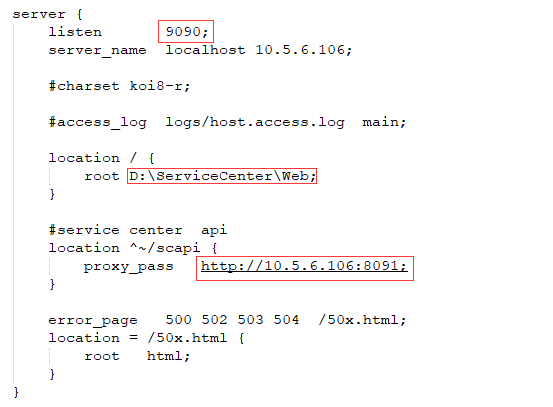 server {
    listen       9090;
    server_name  localhost 10.5.6.106;
    #charset koi8-r;
    #access_log  logs/host.access.log  main;
    location / {
        root D:\ServiceCenter\Web;
    }
    #service center  api
    location ^~/scapi {
        proxy_pass   http://10.5.6.106:8091;
    }
    error_page   500 502 503 504  /50x.html;
    location = /50x.html {
        root   html;
    }
}